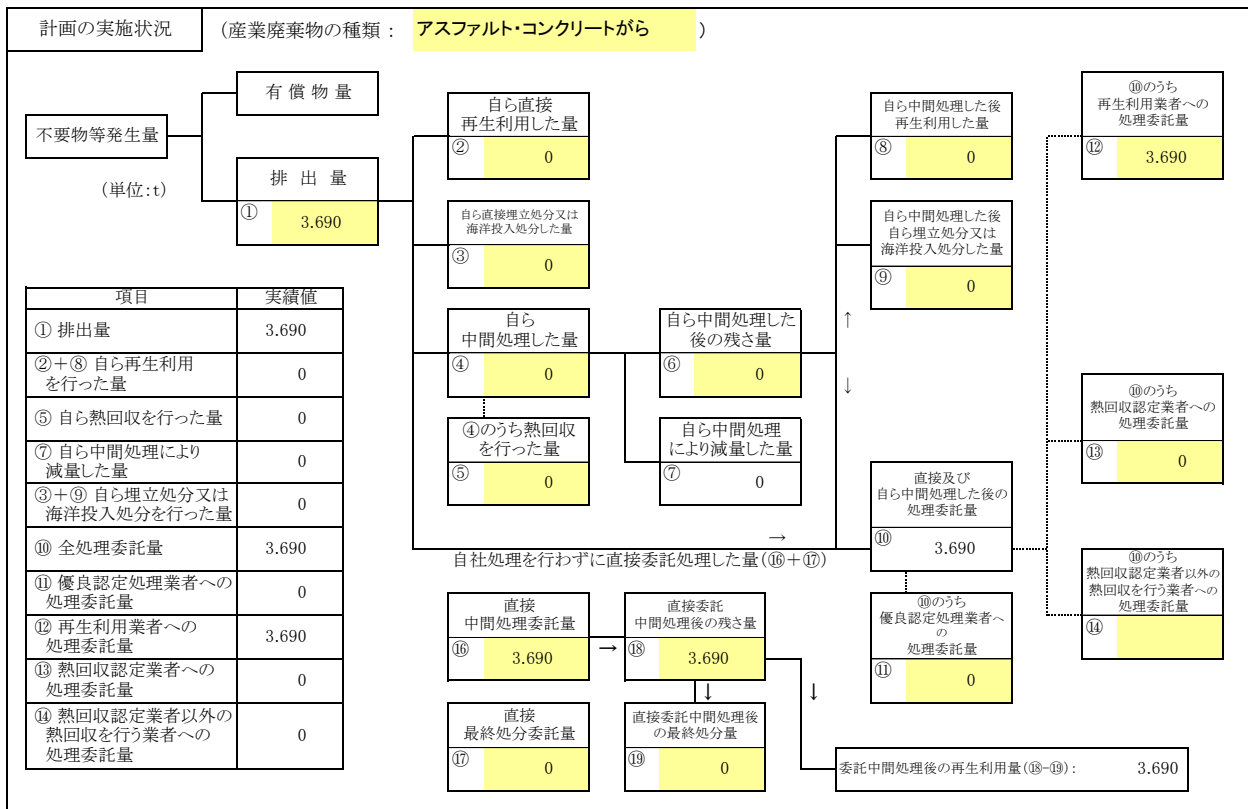 計画の実施状況
(産業廃棄物の種類： アスファルト・コンクリートがら )
不要物等発生量
(単位:t)
有 償 物 量
排 出 量
① 3.690
自ら直接
再生利用した量
② 0
自ら直接埋立処分又は
海洋投入処分した量
③ 0
自ら
中間処理した量
④ 0
④のうち熱回収
を行った量
⑤ 0
自ら中間処理した
後の残さ量
⑥ 0
自ら中間処理
により減量した量
⑦ 0
自ら中間処理した後
再生利用した量
⑧ 0
自ら中間処理した後
自ら埋立処分又は
海洋投入処分した量
⑨ 0
↑
↓
直接及び
自ら中間処理した後の
処理委託量
⑩ 3.690
⑩のうち
優良認定処理業者へ
の
処理委託量
⑪ 0
⑩のうち
再生利用業者への
処理委託量
⑫ 3.690
⑩のうち
熱回収認定業者への
処理委託量
⑬ 0
⑩のうち
熱回収認定業者以外の
熱回収を行う業者への
処理委託量
⑭
→
自社処理を行わずに直接委託処理した量(⑯+⑰)
直接
中間処理委託量
⑯ 3.690
→
直接委託
中間処理後の残さ量
⑱ 3.690
↓
↓
直接
最終処分委託量
⑰ 0
直接委託中間処理後
の最終処分量
⑲ 0
委託中間処理後の再生利用量(⑱-⑲)： 3.690
項目 実績値
① 排出量 3.690
②+⑧ 自ら再生利用
を行った量 0
⑤ 自ら熱回収を行った量 0
⑦ 自ら中間処理により
減量した量 0
③+⑨ 自ら埋立処分又は
海洋投入処分を行った量 0
⑩ 全処理委託量 3.690
⑪ 優良認定処理業者への
処理委託量 0
⑫ 再生利用業者への
処理委託量 3.690
⑬ 熱回収認定業者への
処理委託量 0
⑭ 熱回収認定業者以外の
熱回収を行う業者への
処理委託量 0